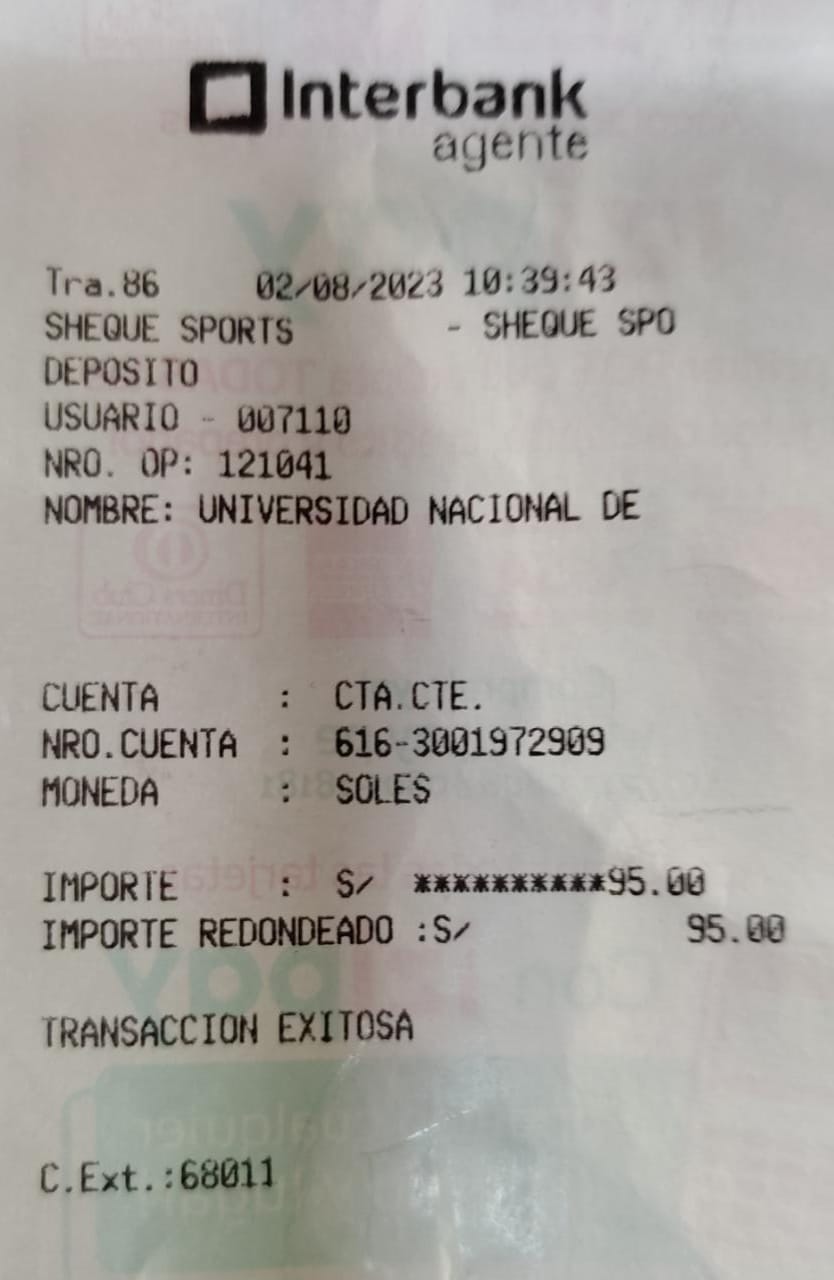 Interbank
agente
Tra.86 02/08/2023 10:39:43
SHEQUE SPORTS - SHEQUE SPO
DEPOSITO
USUARIO - 007110
NRO. OP: 121041
NOMBRE: UNIVERSIDAD NACIONAL DE
CUENTA : CTA.CTE.
NRO.CUENTA : 616-3001972909
MONEDA : SOLES
IMPORTE : S/ **********95.00
IMPORTE REDONDEADO :S/ 95.00
TRANSACCION EXITOSA
C.Ext.:68011